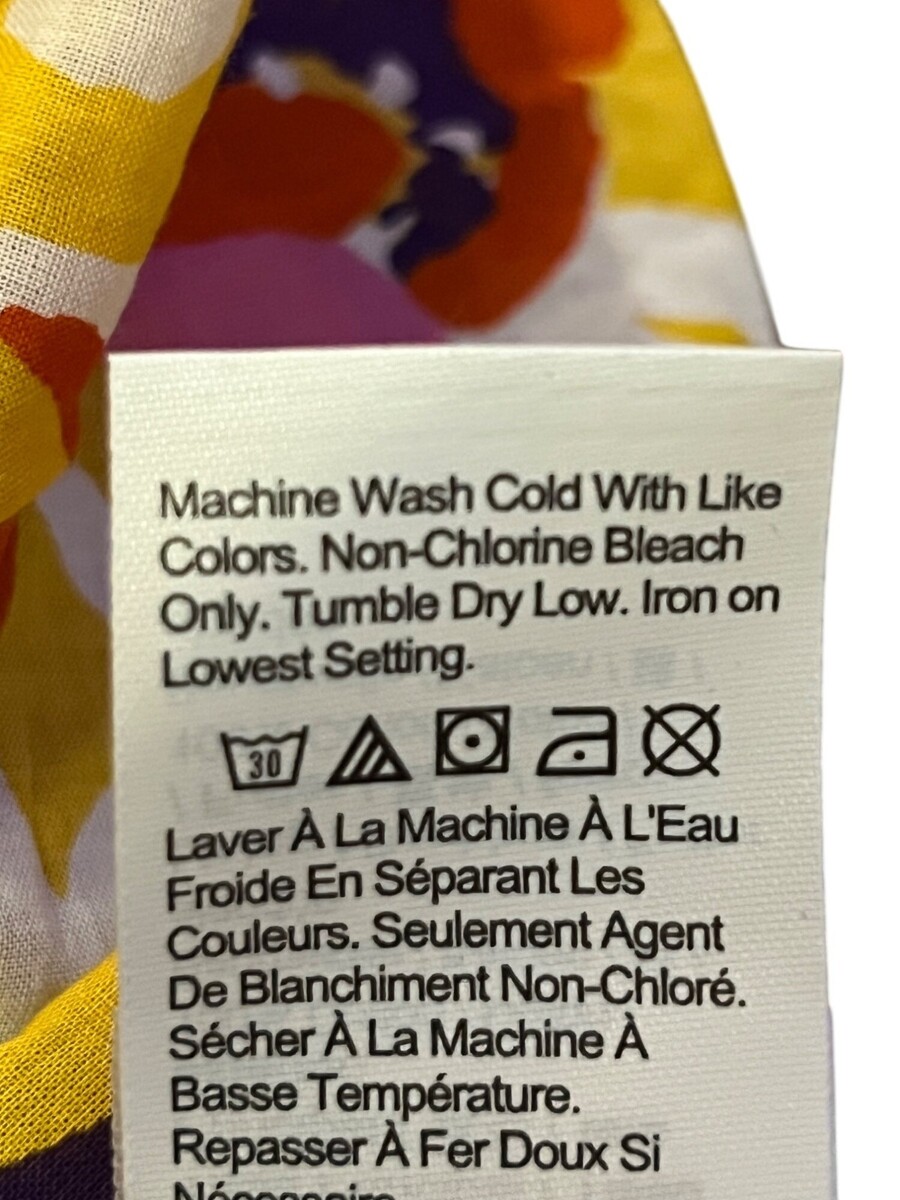 Machine Wash Cold With Like
Colors. Non-Chlorine Bleach
Only. Tumble Dry Low. Iron on
Lowest Setting.
30
Laver À La Machine À L'Eau
Froide En Séparant Les
Couleurs. Seulement Agent
De Blanchiment Non-Chloré.
Sécher À La Machine À
Basse Température.
Repasser À Fer Doux Si